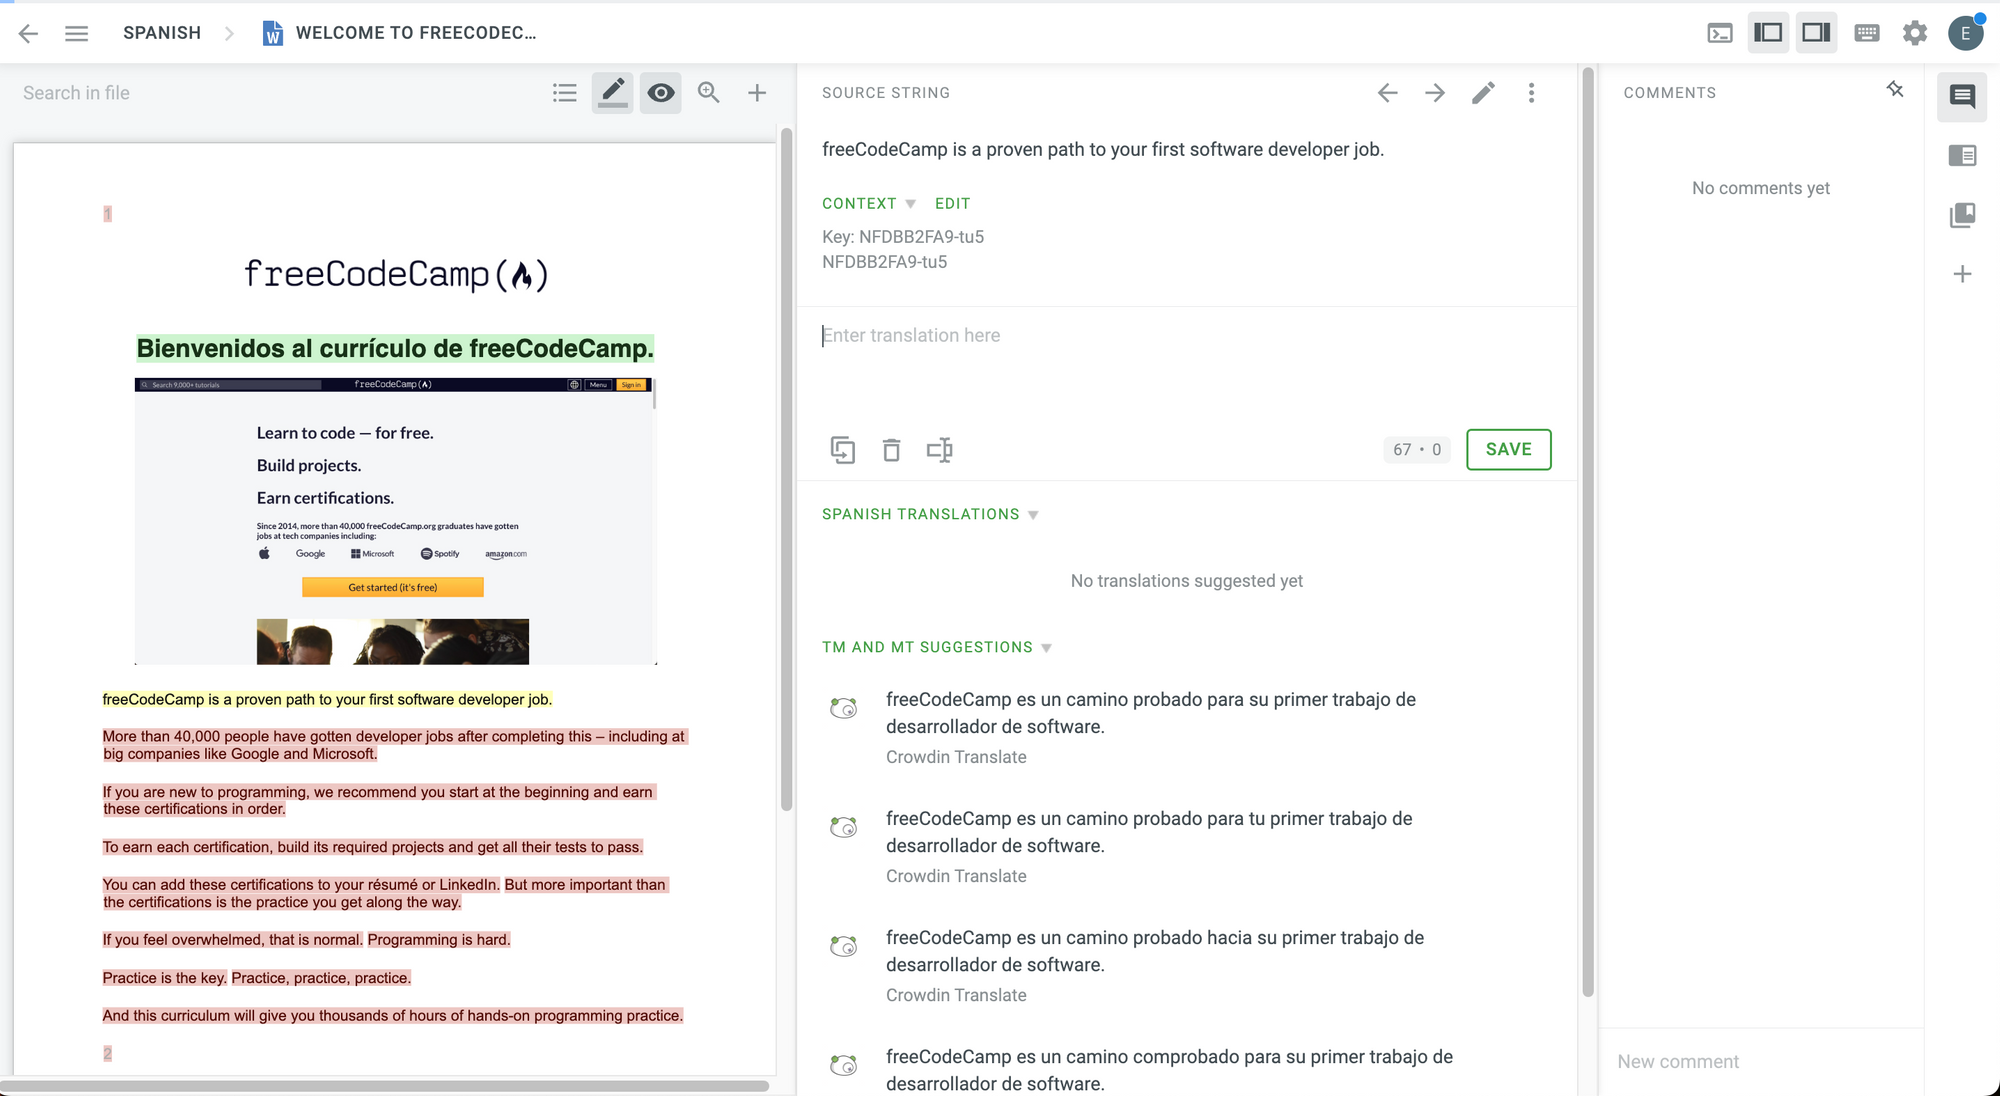 SPANISH
WELCOME TO FREECODEC...
E
Search in file
1
freeCodeCamp
Bienvenidos al currículo de freeCodeCamp.
Search 9,000+ tutorials
freeCodeCamp
Menu
Sign in
Learn to code — for free.
Build projects.
Earn certifications.
Since 2014, more than 40,000 freeCodeCamp.org graduates have gotten
jobs at tech companies including:
Google
Microsoft
Spotify
amazon.com
Get started (it's free)
freeCodeCamp is a proven path to your first software developer job.
More than 40,000 people have gotten developer jobs after completing this – including at
big companies like Google and Microsoft.
If you are new to programming, we recommend you start at the beginning and earn
these certifications in order.
To earn each certification, build its required projects and get all their tests to pass.
You can add these certifications to your résumé or LinkedIn. But more important than
the certifications is the practice you get along the way.
If you feel overwhelmed, that is normal. Programming is hard.
Practice is the key. Practice, practice, practice.
And this curriculum will give you thousands of hours of hands-on programming practice.
2
SOURCE STRING
freeCodeCamp is a proven path to your first software developer job.
CONTEXT
EDIT
Key: NFDBB2FA9-tu5
NFDBB2FA9-tu5
Enter translation here
67 • 0
SAVE
SPANISH TRANSLATIONS
No translations suggested yet
TM AND MT SUGGESTIONS
freeCodeCamp es un camino probado para su primer trabajo de
desarrollador de software.
Crowdin Translate
freeCodeCamp es un camino probado para tu primer trabajo de
desarrollador de software.
Crowdin Translate
freeCodeCamp es un camino probado hacia su primer trabajo de
desarrollador de software.
Crowdin Translate
freeCodeCamp es un camino comprobado para su primer trabajo de
desarrollador de software.
COMMENTS
No comments yet
New comment